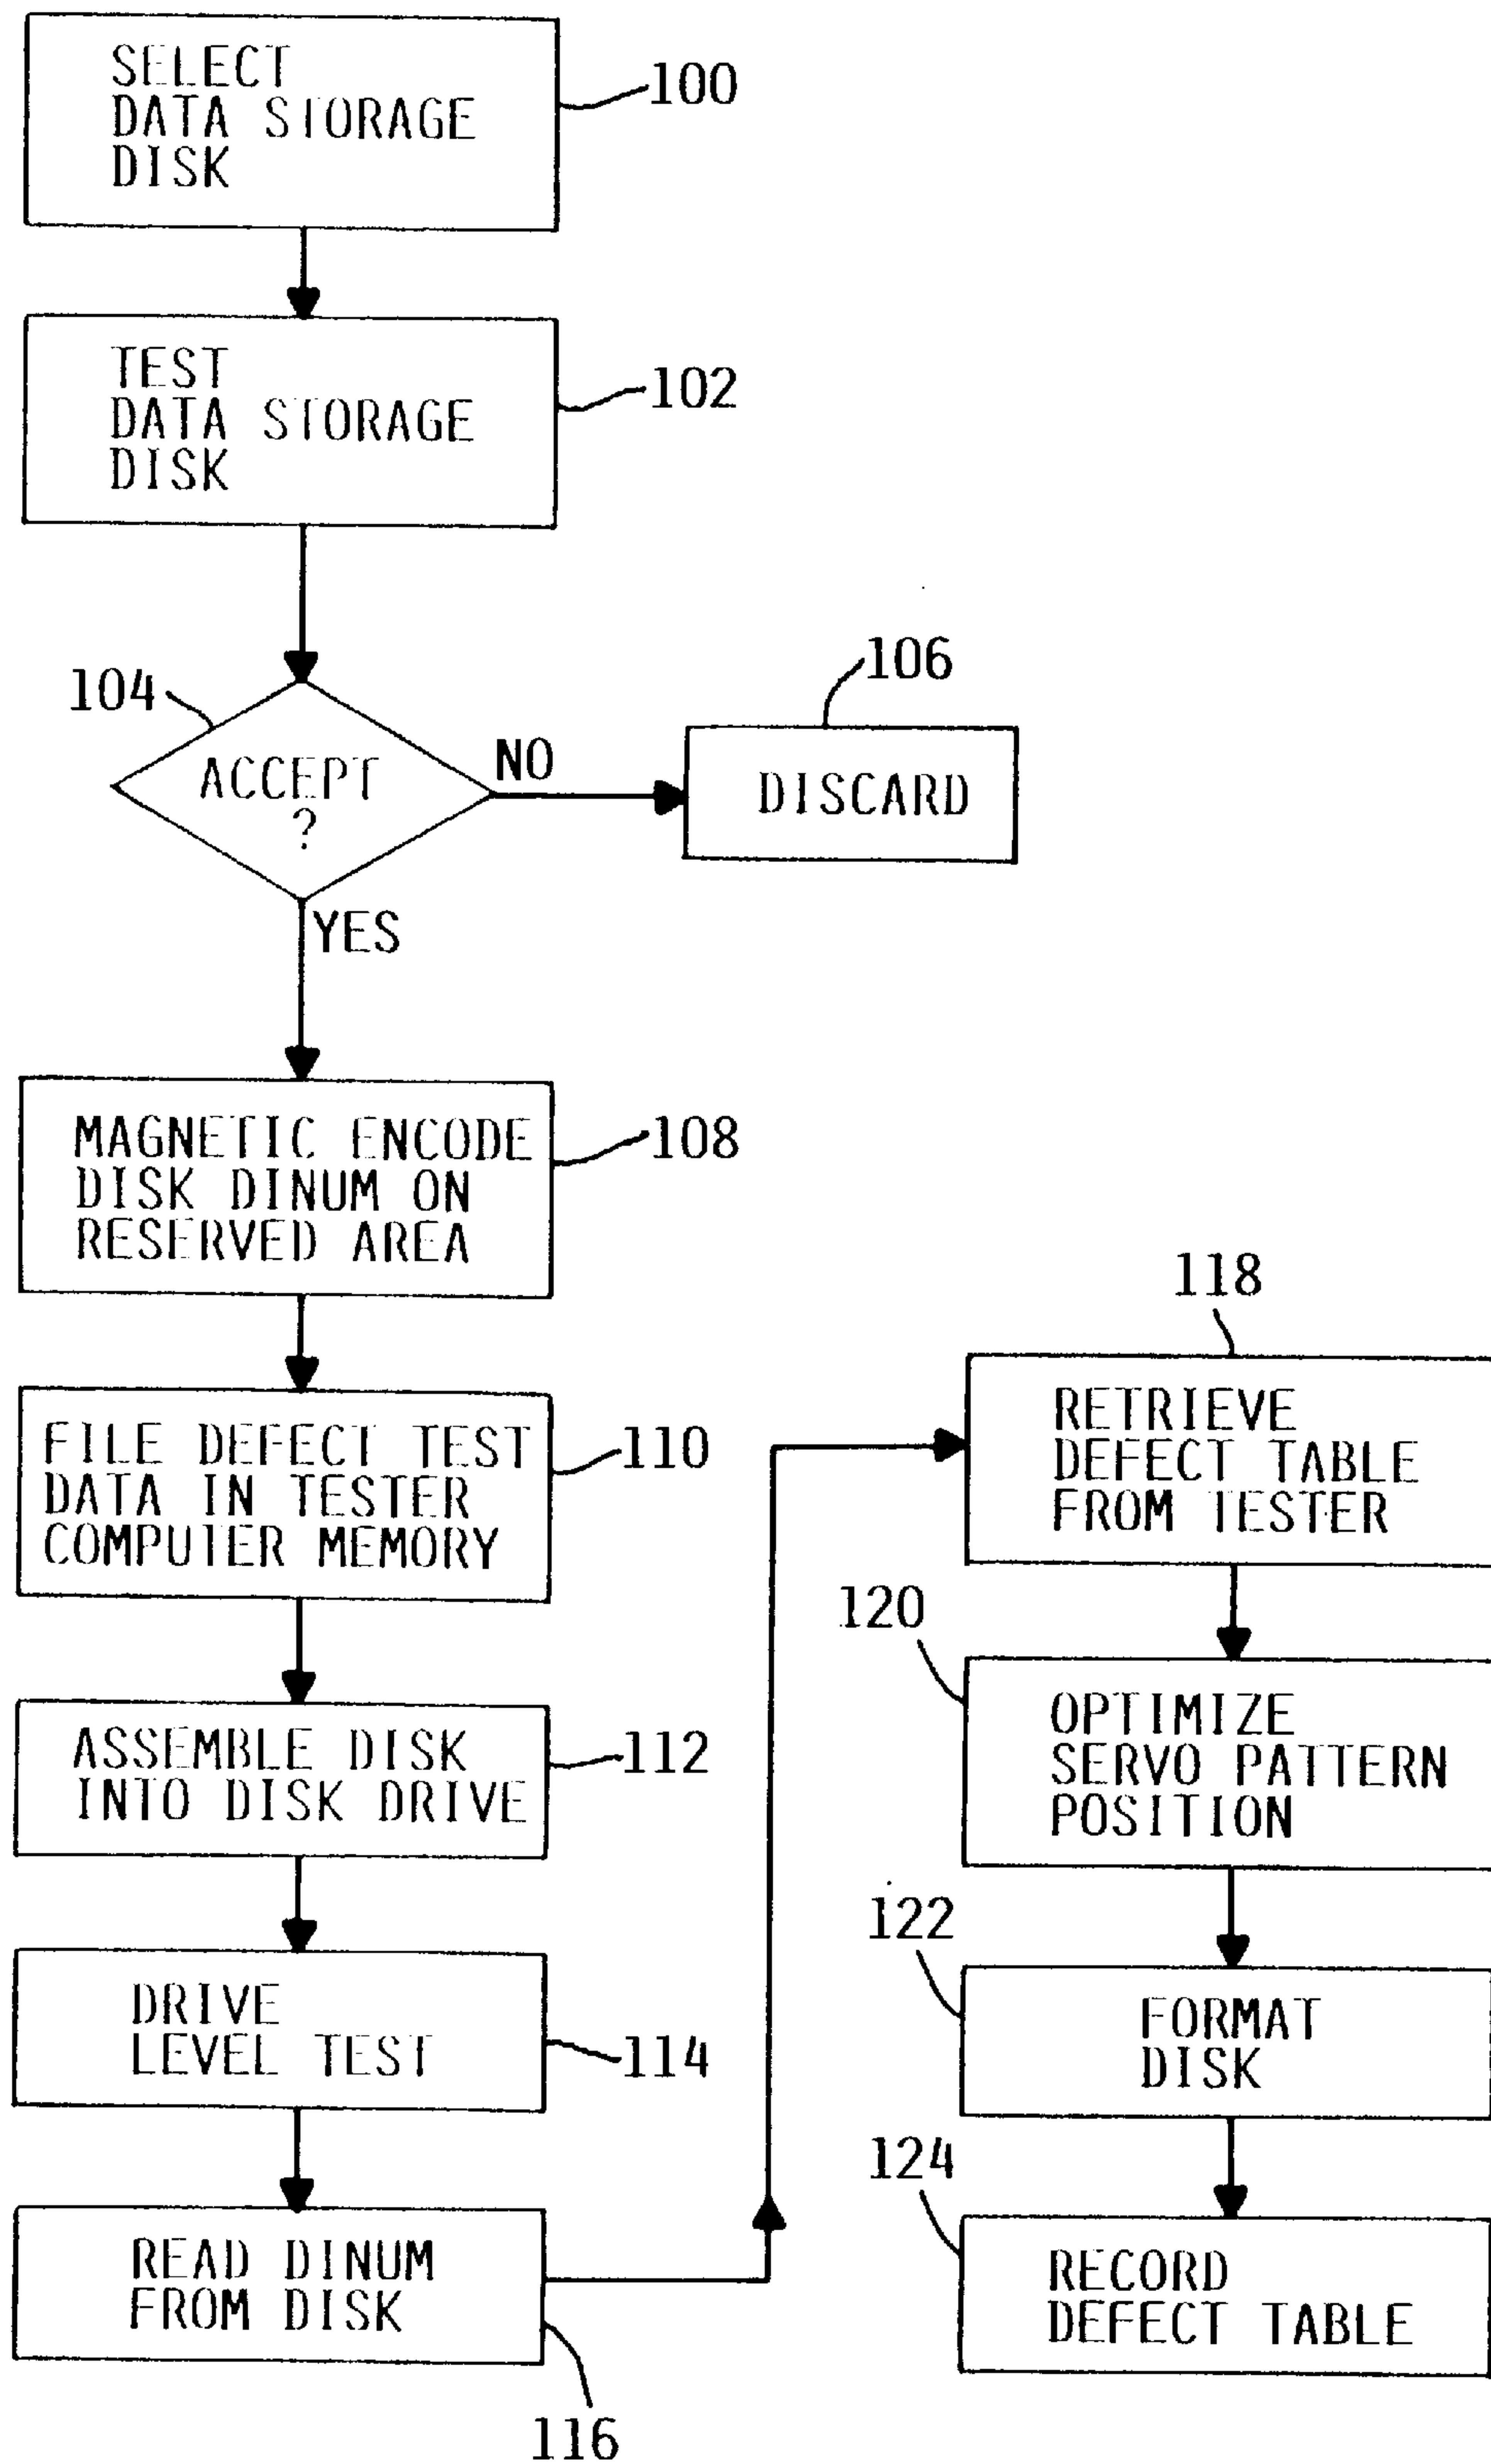 SELECT
DATA STORAGE
DISK
100
TEST
DATA STORAGE
DISK
102
104
ACCEPT
?
NO
YES
106
DISCARD
MAGNETIC ENCODE
DISK DINUM ON
RESERVED AREA
108
FILE DEFECT TEST
DATA IN TESTER
COMPUTER MEMORY
110
ASSEMBLE DISK
INTO DISK DRIVE
112
DRIVE
LEVEL TEST
114
READ DINUM
FROM DISK
116
118
RETRIEVE
DEFECT TABLE
FROM TESTER
120
OPTIMIZE
SERVO PATTERN
POSITION
122
FORMAT
DISK
124
RECORD
DEFECT TABLE